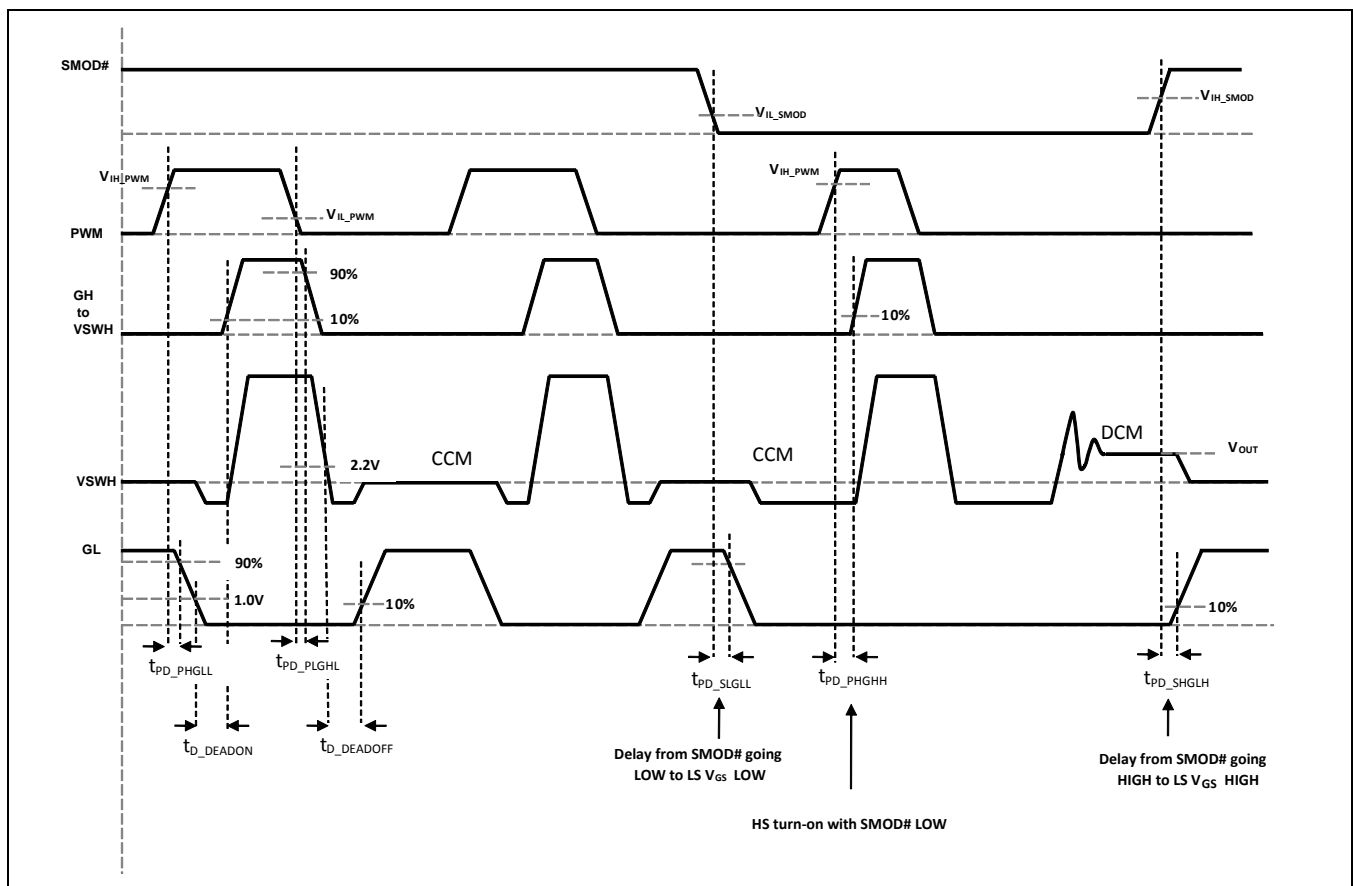 SMOD#
VIL_SMOD
VIH_SMOD
VIH_PWM
VIL_PWM
VIH_PWM
PWM
90%
GH
to
VSWH
10%
10%
DCM
CCM
CCM
VOUT
2.2V
VSWH
GL
90%
1.0V
10%
10%
tPD_PHGLL
tPD_PLGHL
tPD_SLGLL
tPD_PHGHH
tPD_SHGLH
tD_DEADON
tD_DEADOFF
Delay from SMOD# going
LOW to LS VGS LOW
Delay from SMOD# going
HIGH to LS VGS HIGH
HS turn-on with SMOD# LOW